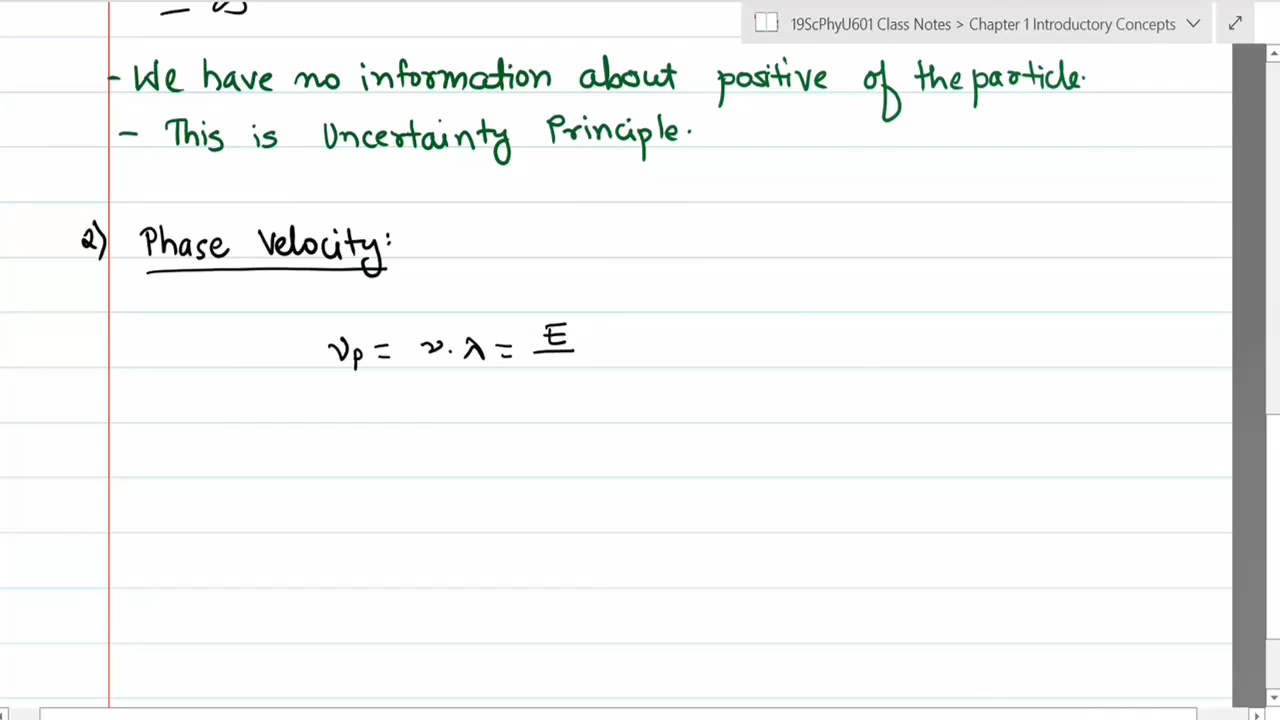 19ScPhyU601 Class Notes > Chapter 1 Introductory Concepts
- We have no information about positive of the particle.
- This is Uncertainty Principle.
2) Phase Velocity:
νp = ν. λ = E